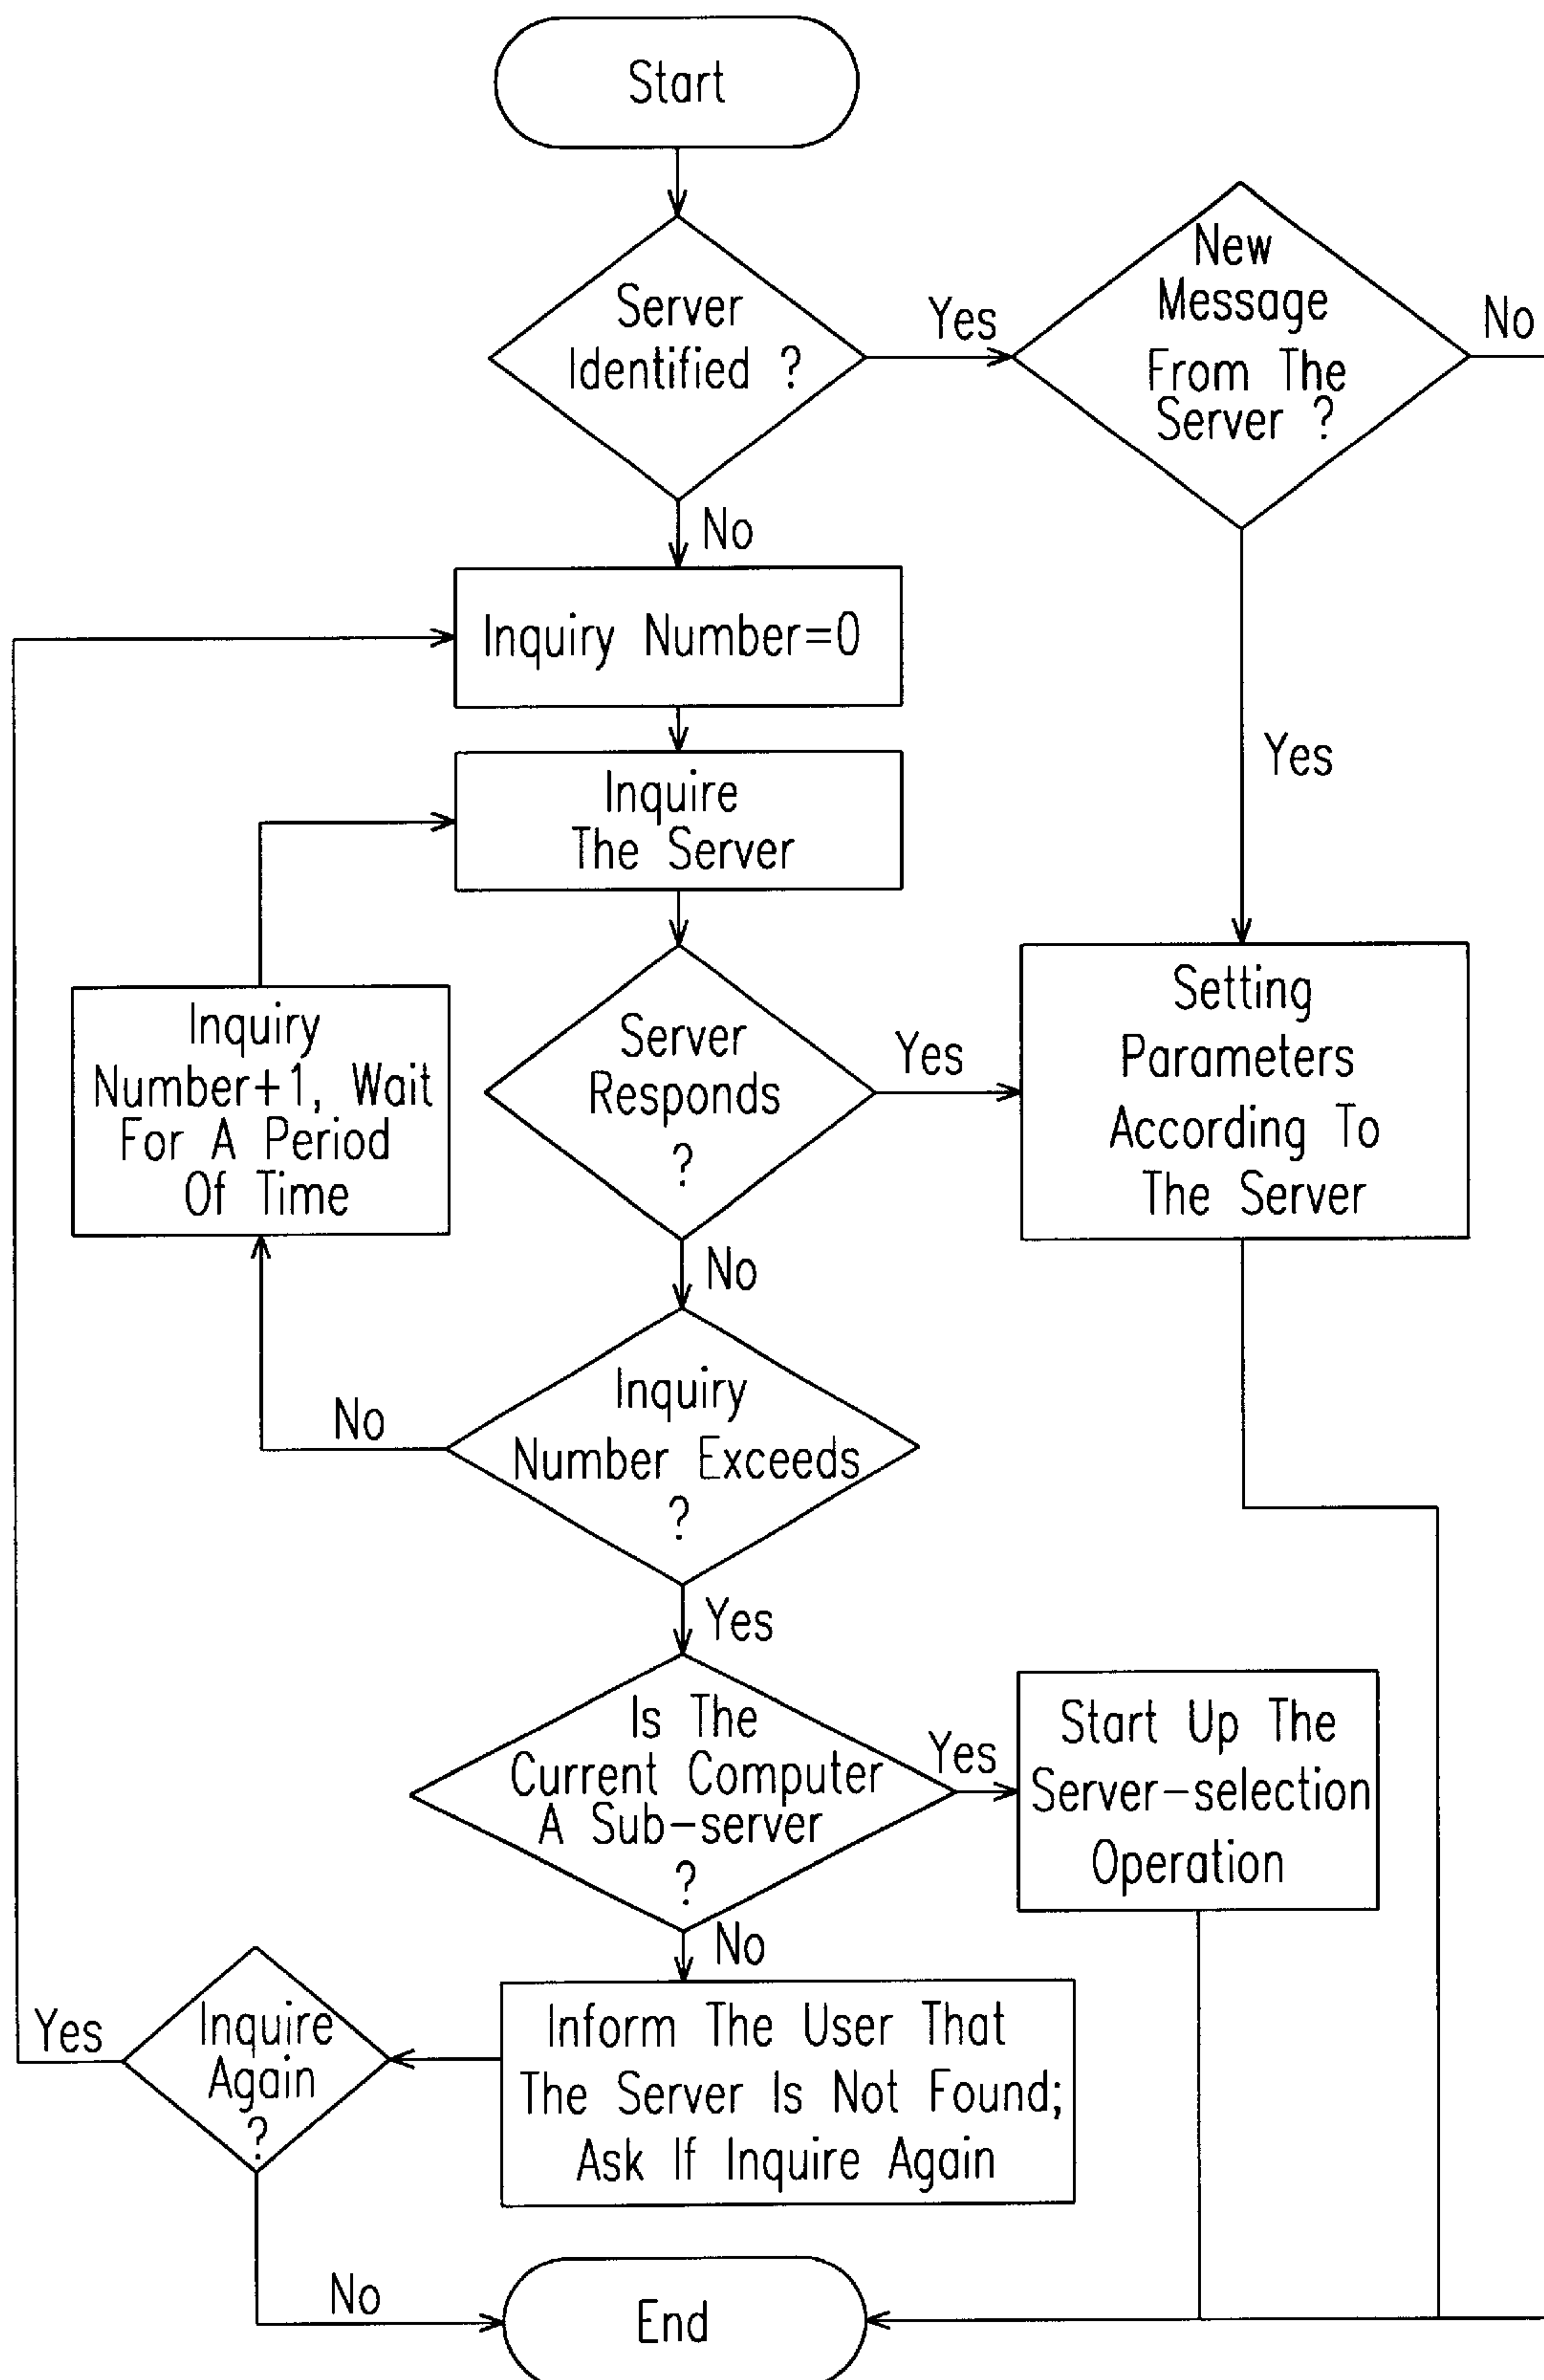 Start
Server
Identified ?
Yes
New
Message
From The
Server ?
No
No
Inquiry Number=0
Yes
Inquire
The Server
Inquiry
Number+1, Wait
For A Period
Of Time
Server
Responds
?
Yes
Setting
Parameters
According To
The Server
No
Inquiry
Number Exceeds
?
No
Yes
Is The
Current Computer
A Sub-server
?
Yes
Start Up The
Server-selection
Operation
No
Inform The User That
The Server Is Not Found;
Ask If Inquire Again
Inquire
Again
?
Yes
No
End